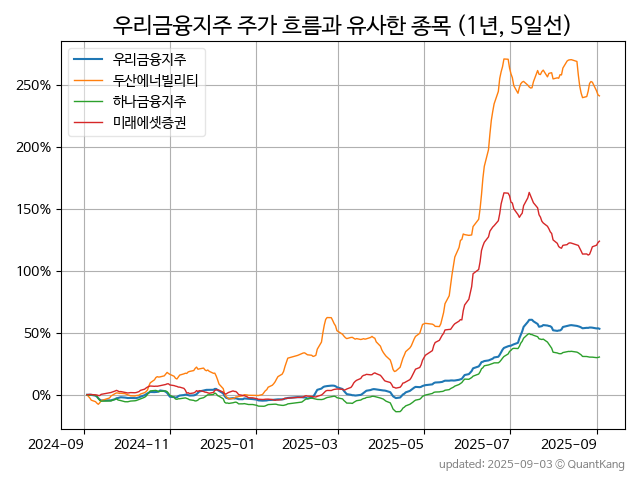 우리금융지주 주가 흐름과 유사한 종목 (1년, 5일선)
우리금융지주
두산에너빌리티
하나금융지주
미래에셋증권
250%
200%
150%
100%
50%
0%
2024-09 2024-11 2025-01 2025-03 2025-05 2025-07 2025-09
updated: 2025-09-03 © QuantKang